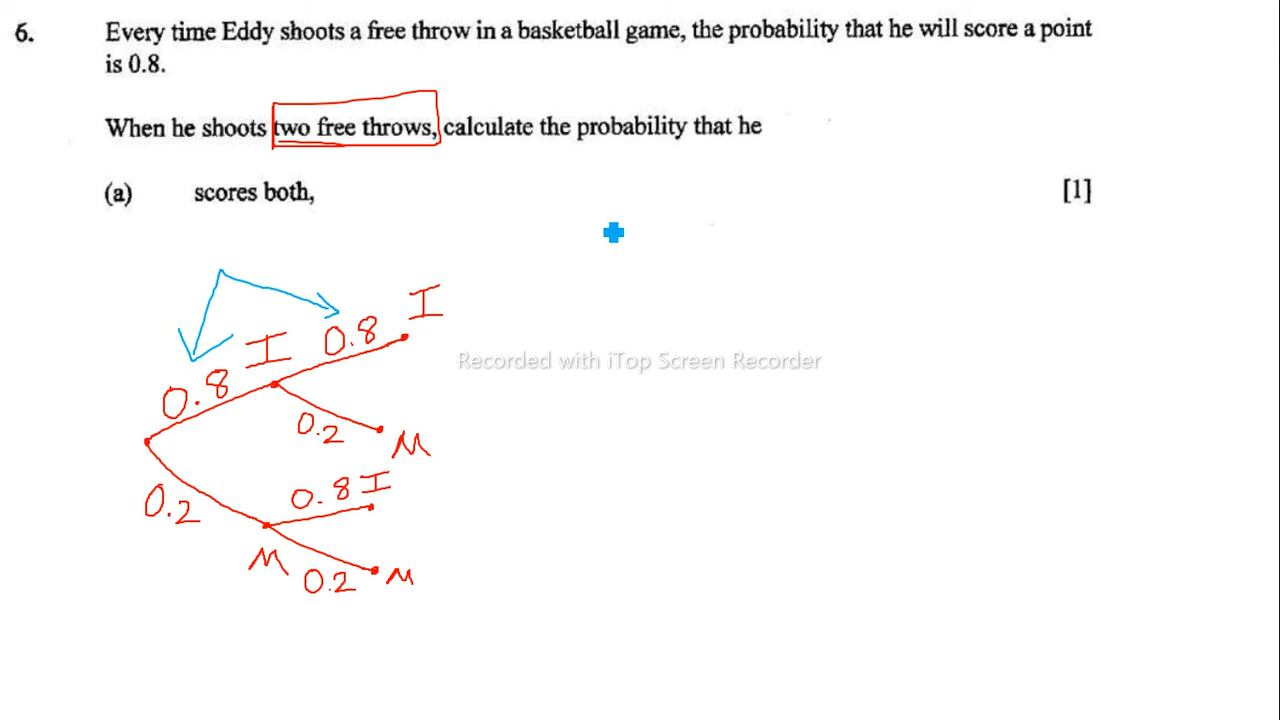 6. Every time Eddy shoots a free throw in a basketball game, the probability that he will score a point
is 0.8.
When he shoots two free throws, calculate the probability that he
(a) scores both, [1]
I
0.8 I 0.8
0.2 M
0.2 0.8 I
M 0.2 M
Recorded with iTop Screen Recorder